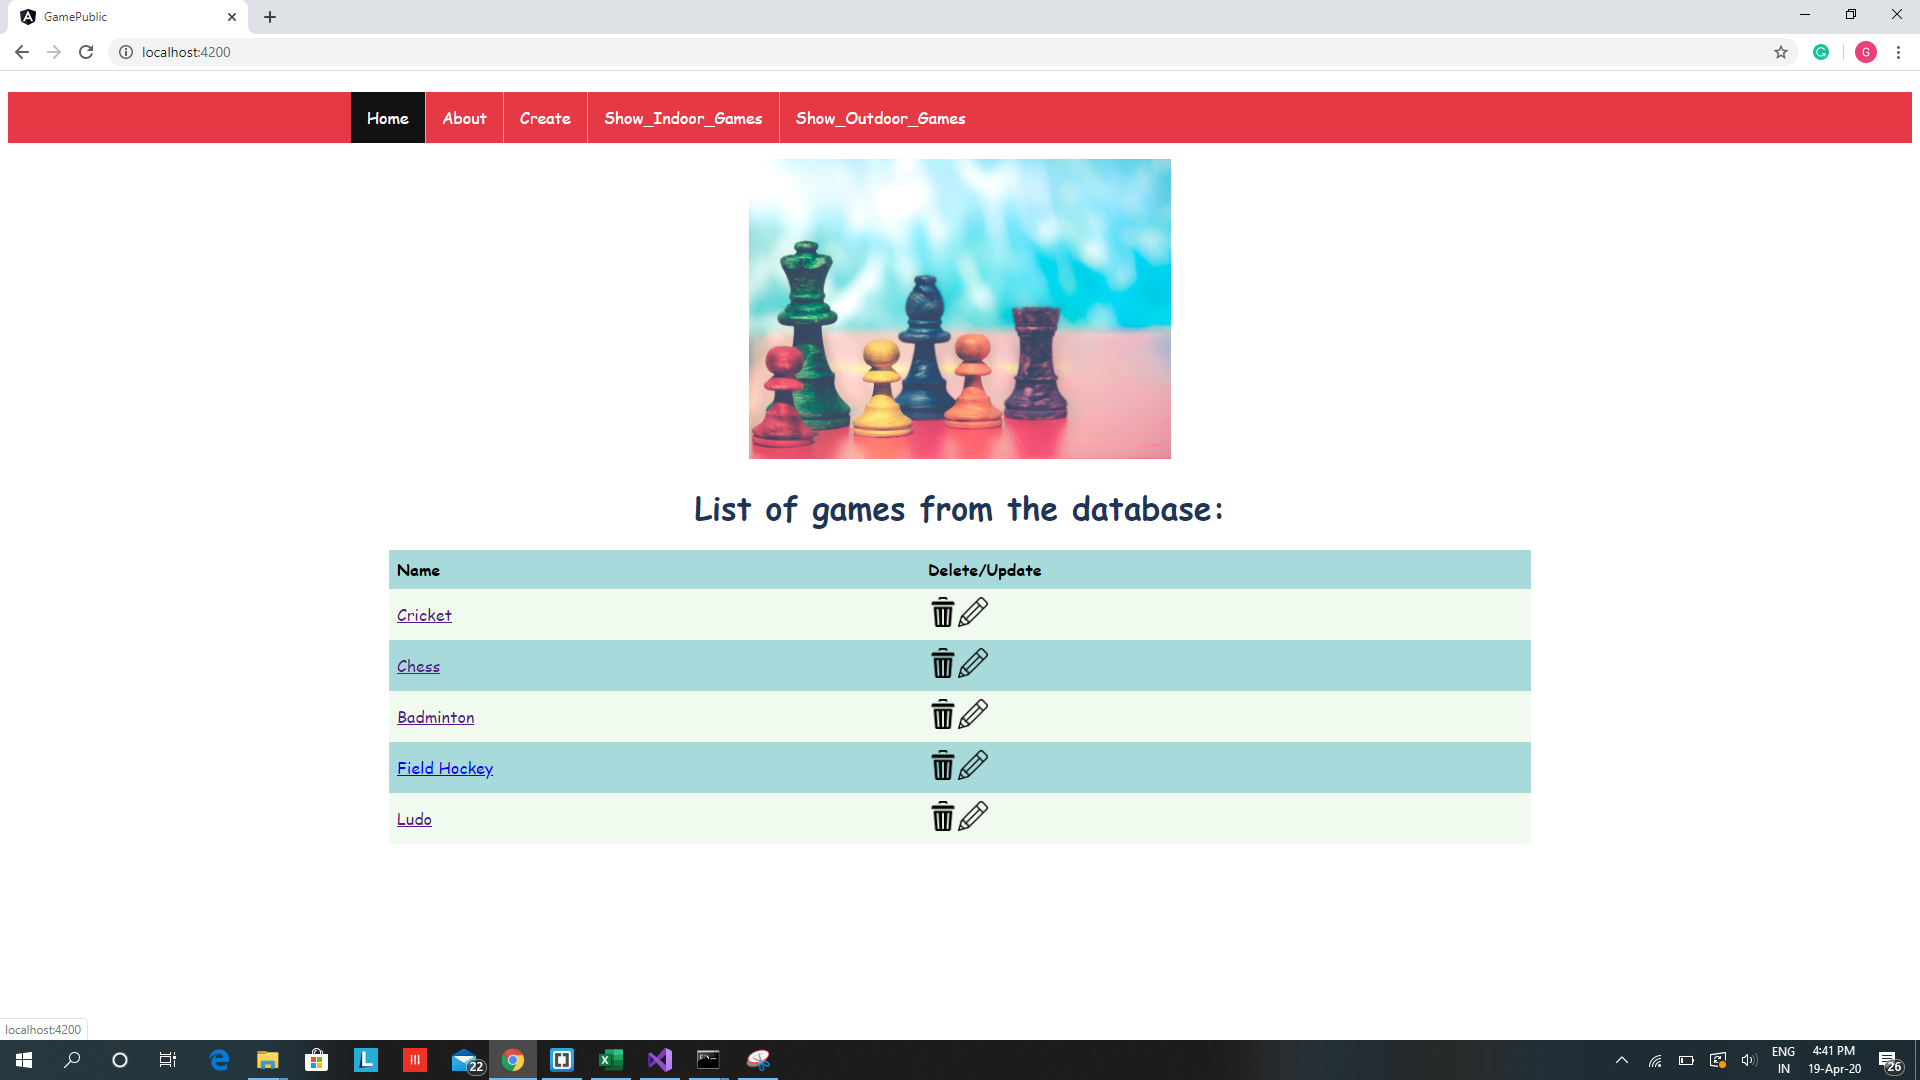 GamePublic
localhost:4200
G
Home About Create Show_Indoor_Games Show_Outdoor_Games
List of games from the database:
Name Delete/Update
Cricket
Chess
Badminton
Field Hockey
Ludo
localhost:4200
L
22
ENG
IN
4:41 PM
19-Apr-20
26